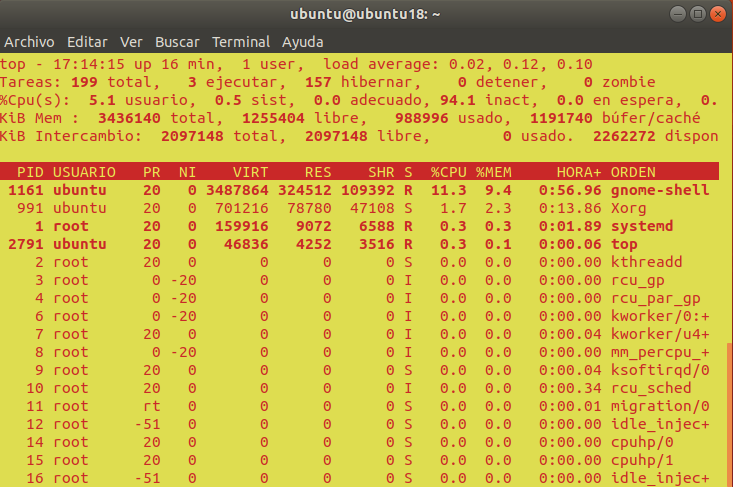 ubuntu@ubuntu18: ~
Archivo Editar Ver Buscar Terminal Ayuda
top - 17:14:15 up 16 min, 1 user, load average: 0.02, 0.12, 0.10
Tareas: 199 total, 3 ejecutar, 157 hibernar, 0 detener, 0 zombie
%Cpu(s): 5.1 usuario, 0.5 sist, 0.0 adecuado, 94.1 inact, 0.0 en espera, 0.
KiB Mem : 3436140 total, 1255404 libre, 988996 usado, 1191740 búfer/caché
KiB Intercambio: 2097148 total, 2097148 libre, 0 usado. 2262272 dispon
PID USUARIO PR NI VIRT RES SHR S %CPU %MEM HORA+ ORDEN
1161 ubuntu 20 0 3487864 324512 109392 R 11.3 9.4 0:56.96 gnome-shell
991 ubuntu 20 0 701216 78780 47108 S 1.7 2.3 0:13.86 Xorg
1 root 20 0 159916 9072 6588 R 0.3 0.3 0:01.89 systemd
2791 ubuntu 20 0 46836 4252 3516 R 0.3 0.1 0:00.06 top
2 root 20 0 0 0 0 S 0.0 0.0 0:00.00 kthreadd
3 root 0 -20 0 0 0 I 0.0 0.0 0:00.00 rcu_gp
4 root 0 -20 0 0 0 I 0.0 0.0 0:00.00 rcu_par_gp
6 root 0 -20 0 0 0 I 0.0 0.0 0:00.00 kworker/0:+
7 root 20 0 0 0 0 I 0.0 0.0 0:00.04 kworker/u4+
8 root 0 -20 0 0 0 I 0.0 0.0 0:00.00 mm_percpu_+
9 root 20 0 0 0 0 S 0.0 0.0 0:00.04 ksoftirqd/0
10 root 20 0 0 0 0 I 0.0 0.0 0:00.34 rcu_sched
11 root rt 0 0 0 0 S 0.0 0.0 0:00.01 migration/0
12 root -51 0 0 0 0 S 0.0 0.0 0:00.00 idle_injec+
14 root 20 0 0 0 0 S 0.0 0.0 0:00.00 cpuhp/0
15 root 20 0 0 0 0 S 0.0 0.0 0:00.00 cpuhp/1
16 root -51 0 0 0 0 S 0.0 0.0 0:00.00 idle_injec+